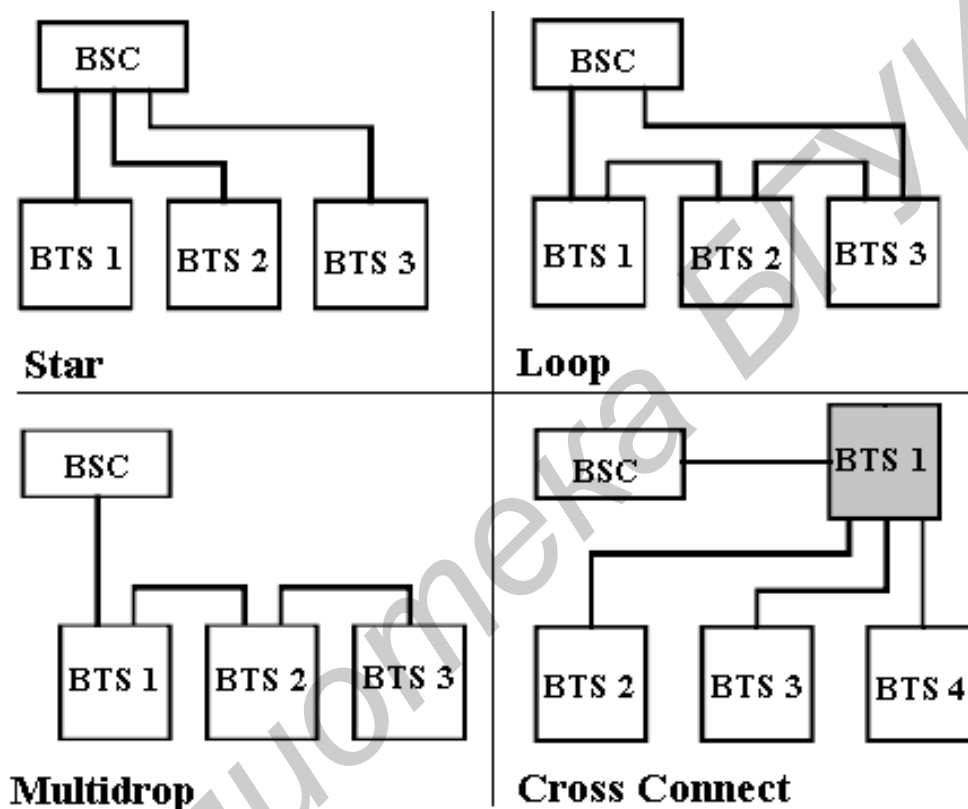 BSC
BTS 1 BTS 2 BTS 3
Star
BSC
BTS 1 BTS 2 BTS 3
Loop
BSC
BTS 1 BTS 2 BTS 3
Multidrop
BSC BTS 1
BTS 2 BTS 3 BTS 4
Cross Connect